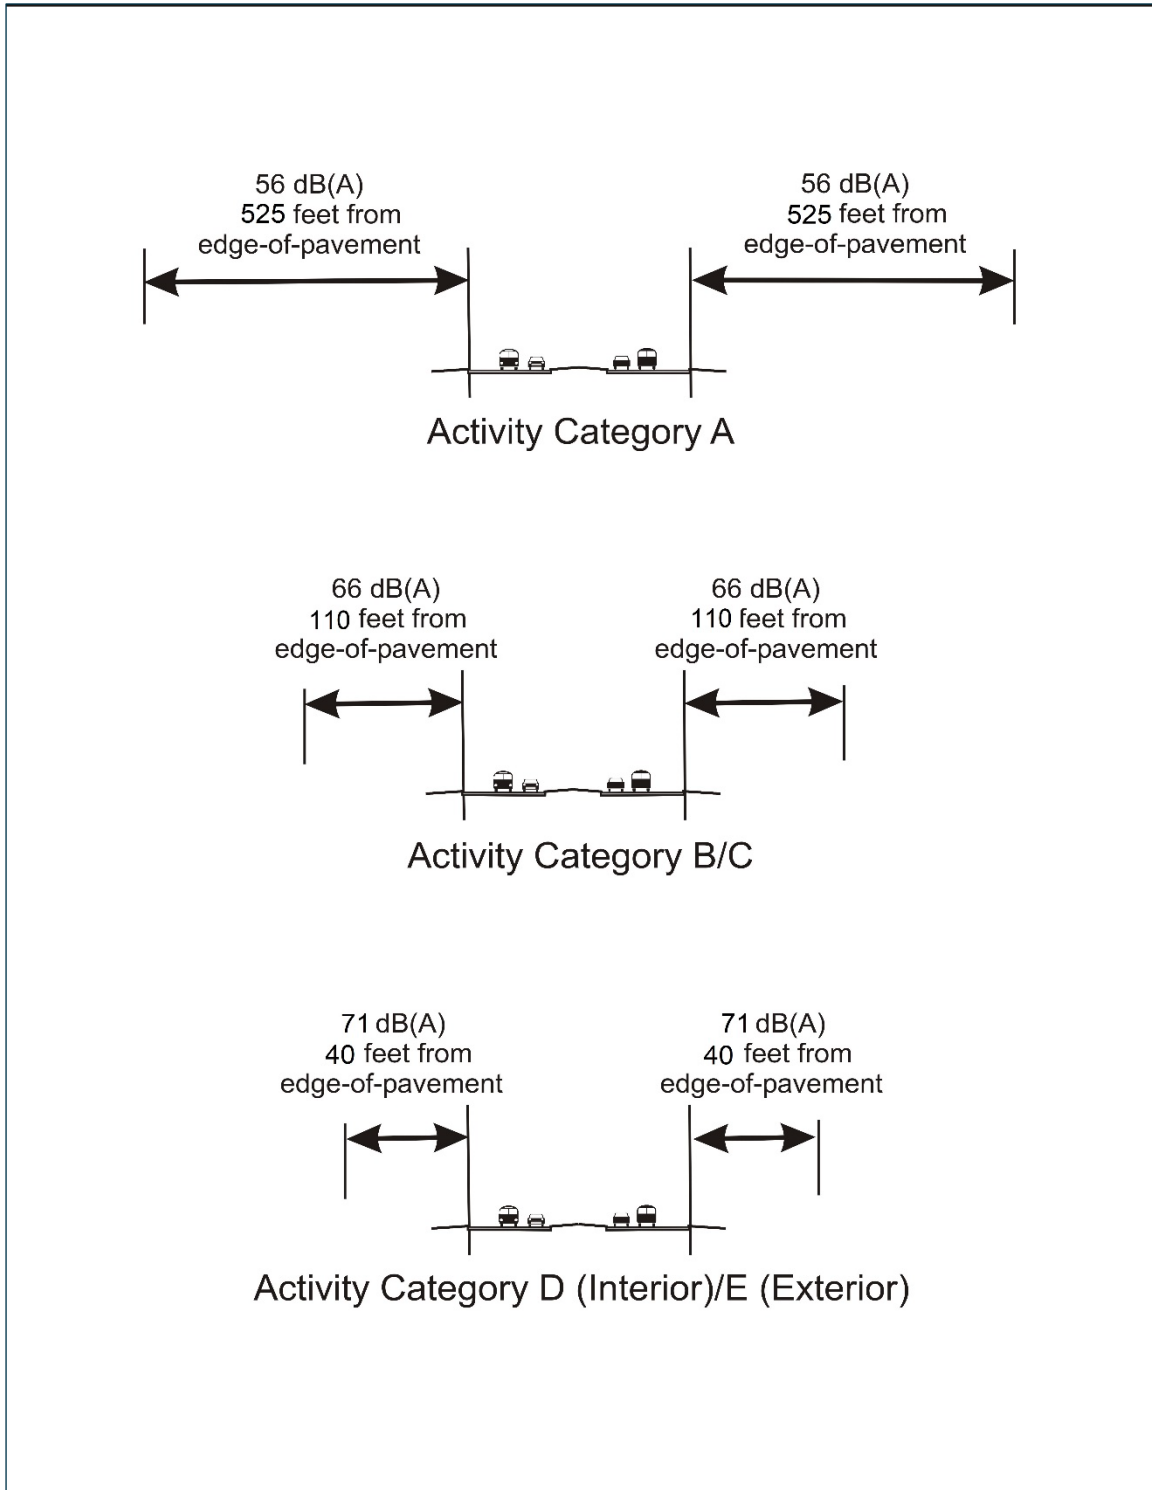 56 dB(A)
525 feet from
edge-of-pavement
56 dB(A)
525 feet from
edge-of-pavement
Activity Category A
66 dB(A)
110 feet from
edge-of-pavement
66 dB(A)
110 feet from
edge-of-pavement
Activity Category B/C
71 dB(A)
40 feet from
edge-of-pavement
71 dB(A)
40 feet from
edge-of-pavement
Activity Category D (Interior)/E (Exterior)